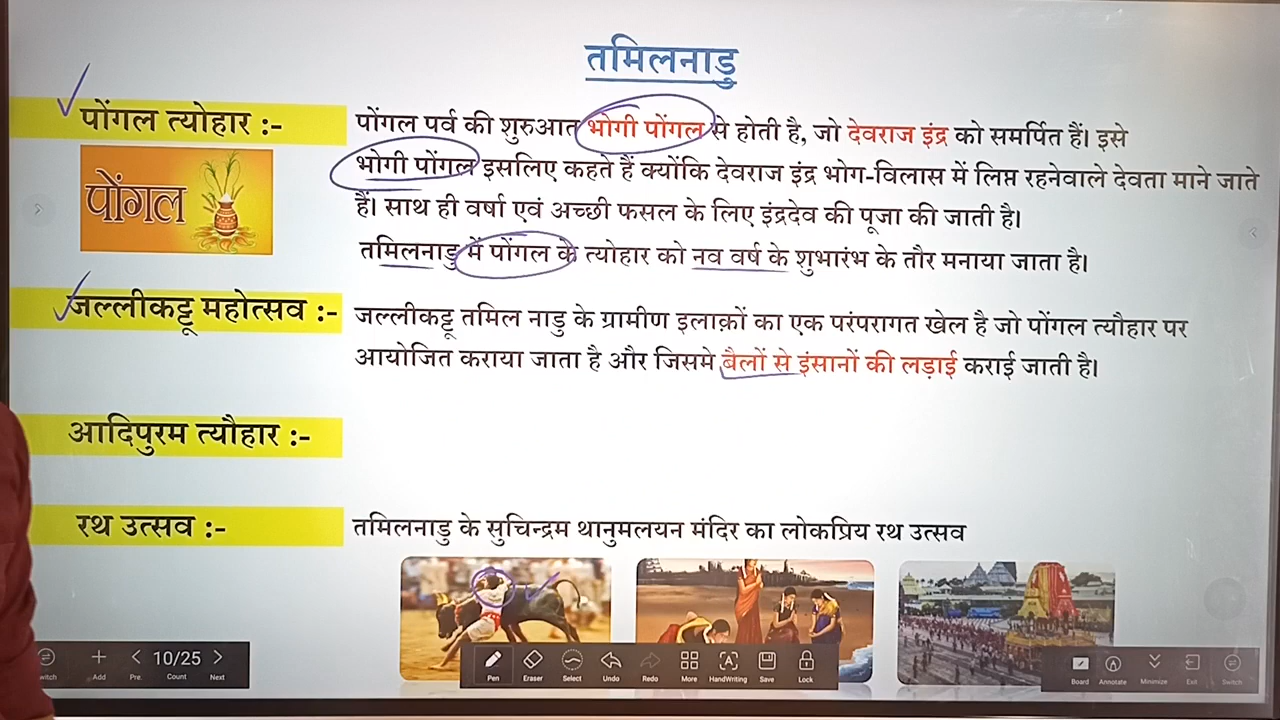 तमिलनाडु
पोंगल त्योहार :-
पोंगल
पोंगल पर्व की शुरुआत भोगी पोंगल से होती है, जो देवराज इंद्र को समर्पित हैं। इसे
भोगी पोंगल इसलिए कहते हैं क्योंकि देवराज इंद्र भोग-विलास में लिप्त रहनेवाले देवता माने जाते
हैं। साथ ही वर्षा एवं अच्छी फसल के लिए इंद्रदेव की पूजा की जाती है।
तमिलनाडु में पोंगल के त्योहार को नव वर्ष के शुभारंभ के तौर मनाया जाता है।
जल्लीकट्टू महोत्सव :-
जल्लीकट्टू तमिल नाडु के ग्रामीण इलाक़ों का एक परंपरागत खेल है जो पोंगल त्यौहार पर
आयोजित कराया जाता है और जिसमे बैलों से इंसानों की लड़ाई कराई जाती है।
आदिपुरम त्यौहार :-
रथ उत्सव :-
तमिलनाडु के सुचिन्द्रम थानुमलयन मंदिर का लोकप्रिय रथ उत्सव
witch Add Pre. 10/25 Count Next
Pen Eraser Select Undo Redo More HandWriting Save Lock
Board Annotate Minimize Exit Switch